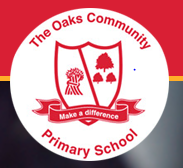 The Oaks Community
Make a difference
Primary School